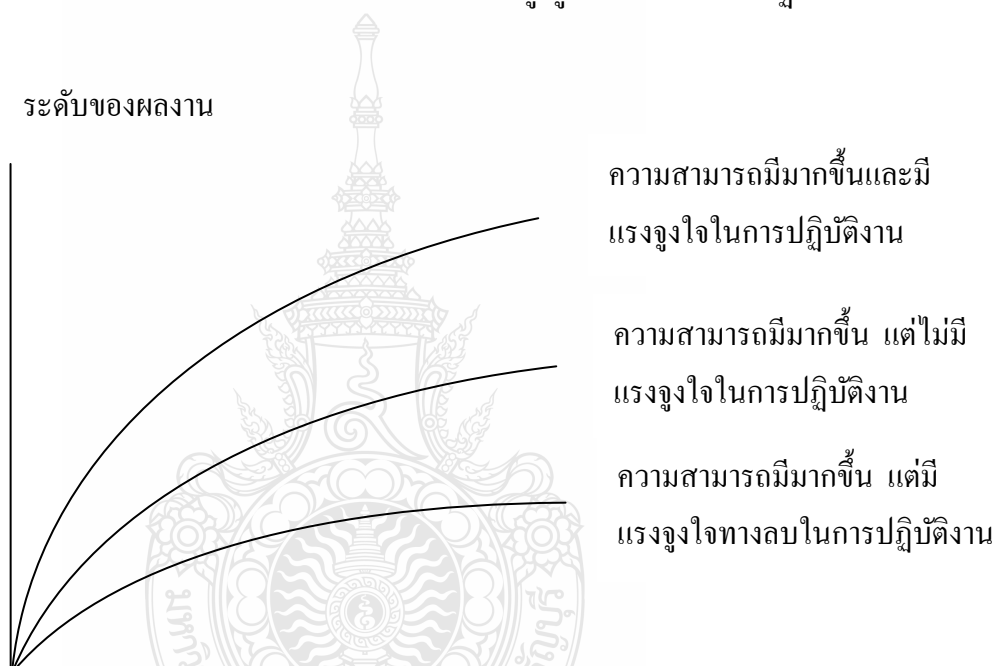 ระดับของผลงาน
ความสามารถมีมากขึ้นและมี
แรงจูงใจในการปฏิบัติงาน
ความสามารถมีมากขึ้น แต่ไม่มี
แรงจูงใจในการปฏิบัติงาน
ความสามารถมีมากขึ้น แต่มี
แรงจูงใจทางลบในการปฏิบัติงาน